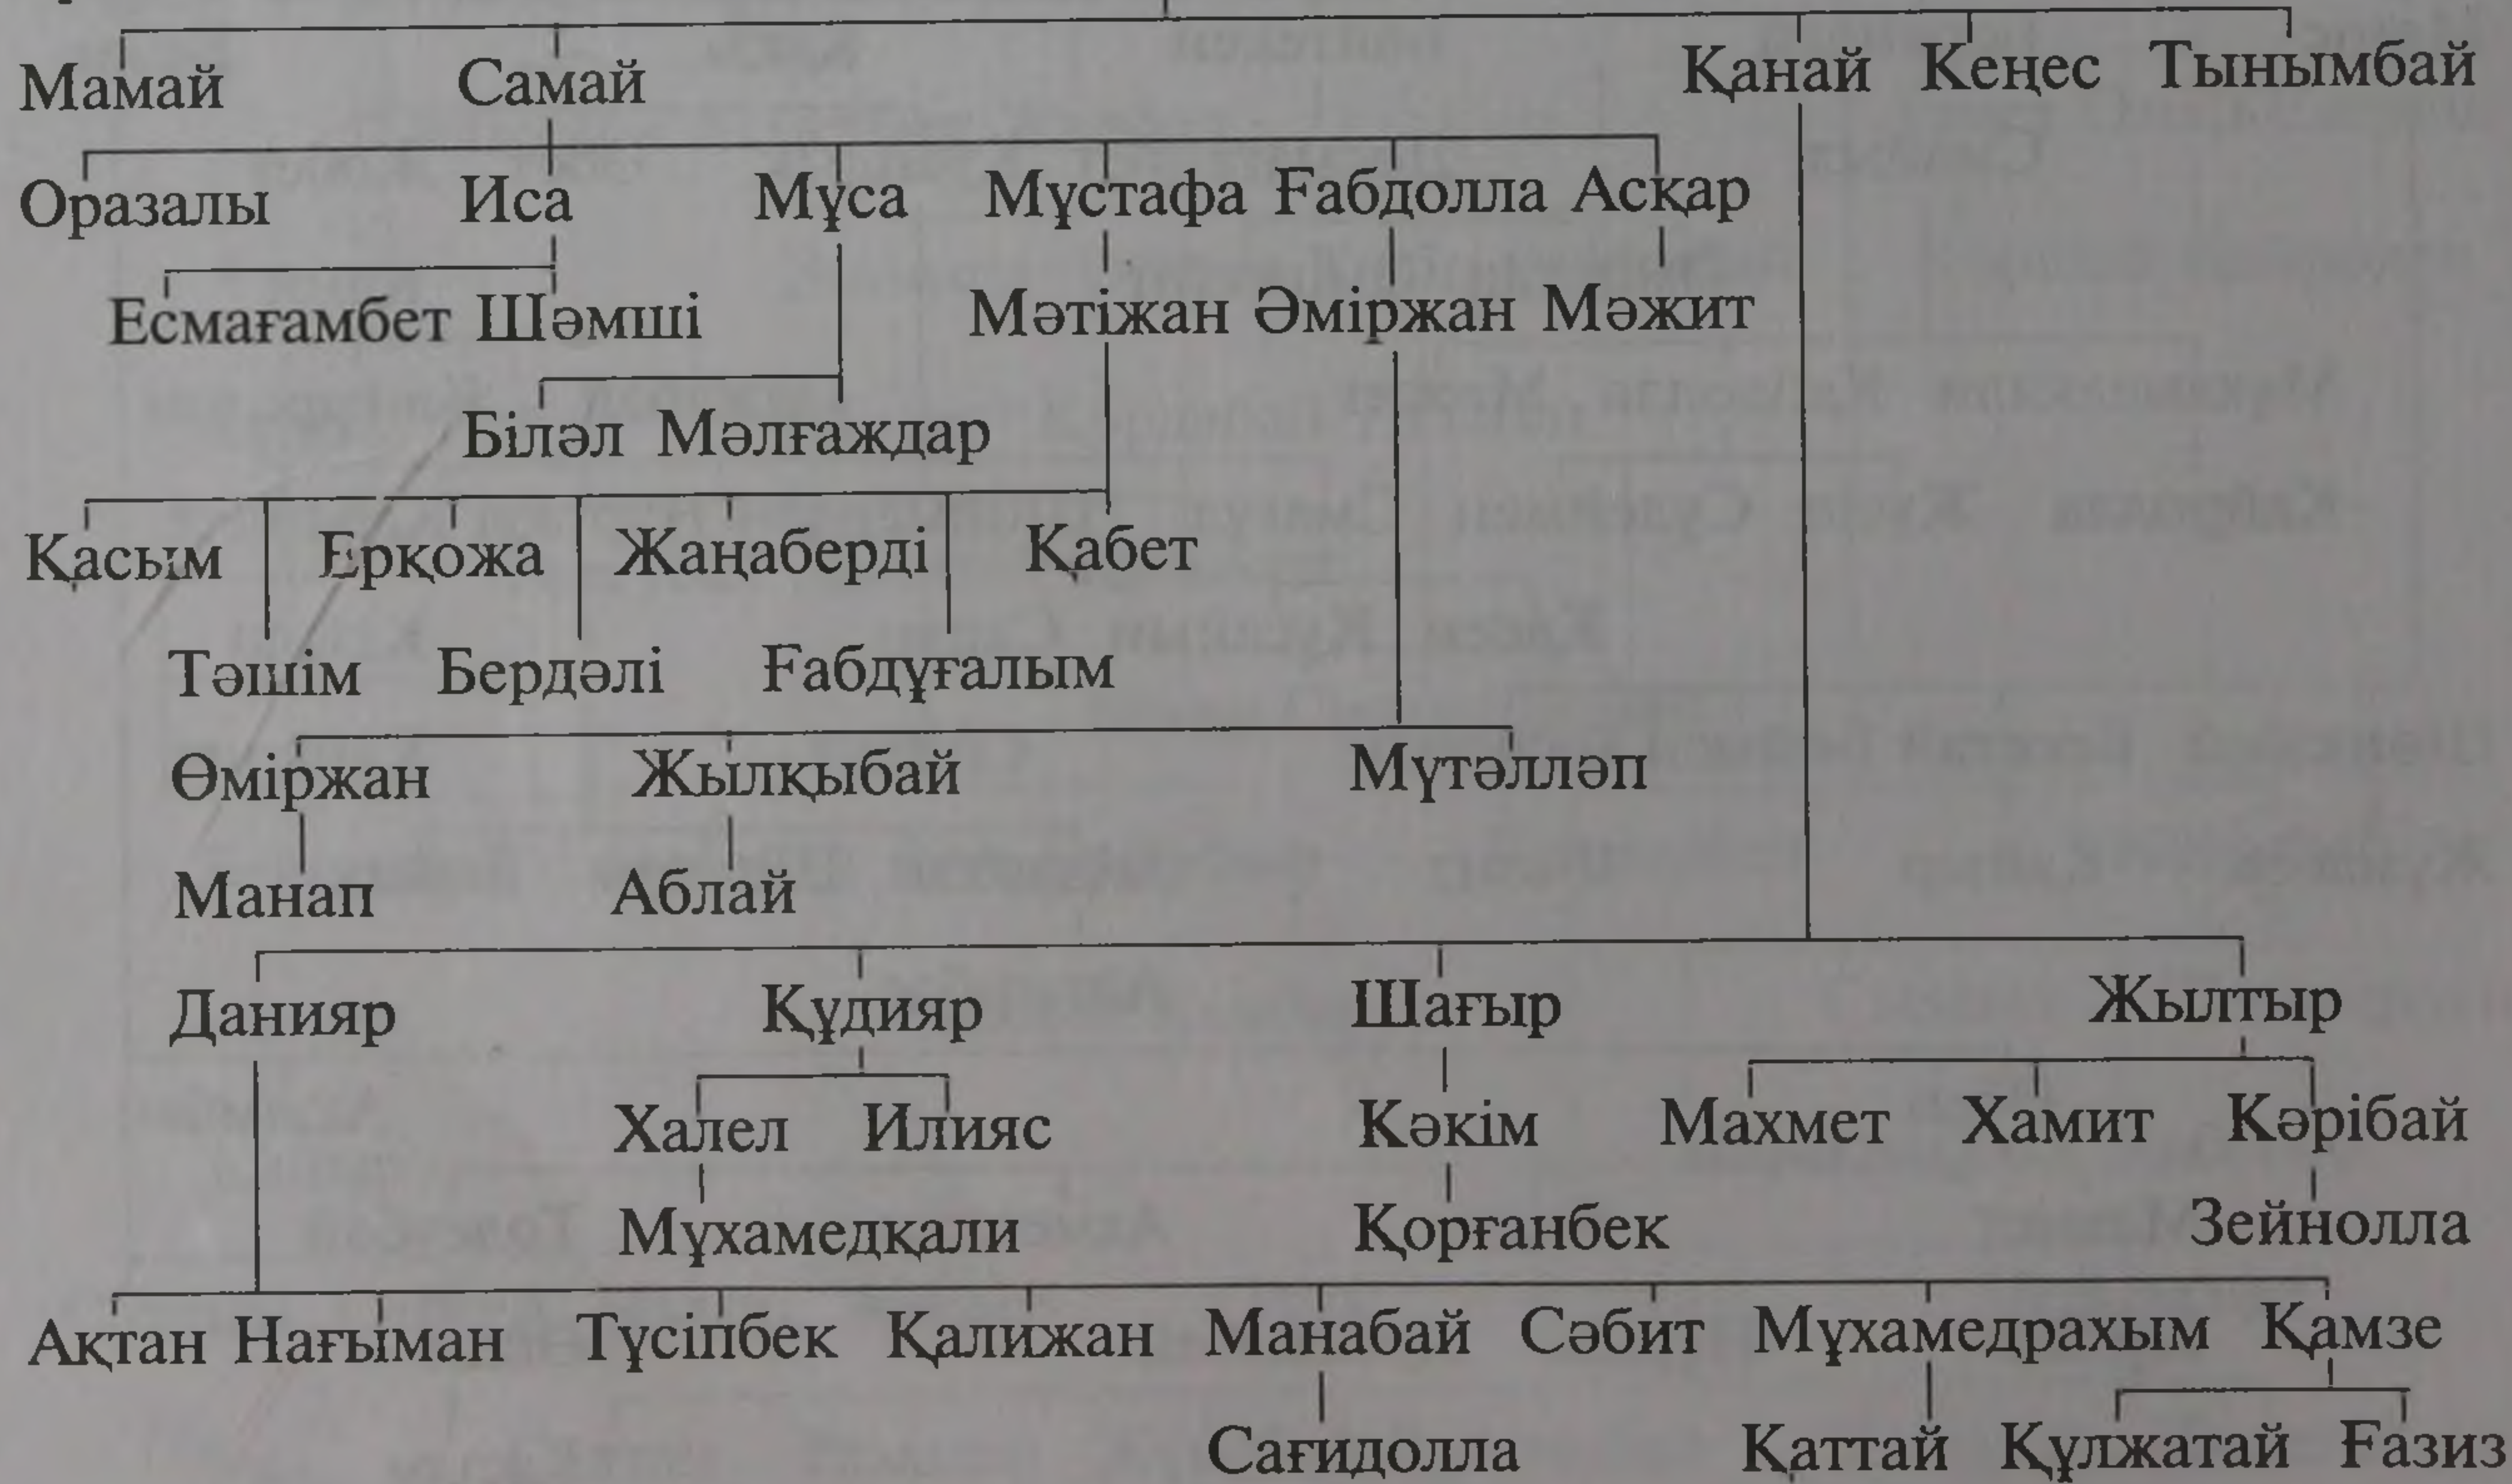 Мамай Самай Қанай Кеңес Тынымбай
Оразалы Иса Мұса Мұстафа Ғабдолла Асқар
Есмағамбет Шәмші Мәтіжан Әміржан Мәжит
Біләл Мәлғаждар
Қасым Ерқожа Жаңаберді Қабет
Тәшім Бердәлі Ғабдұғалым
Өміржан Жылқыбай Мүтәлләп
Манап Аблай
Данияр Құдияр Шағыр Жылтыр
Халел Илияс Кәкім Махмет Хамит Кәрібай
Мұхамедқали Қорғанбек Зейнолла
Ақтан Нағыман Түсіпбек Қалижан Манабай Сәбит Мұхамедрахым Қамзе
Сағидолла Қаттай Құлжатай Ғазиз